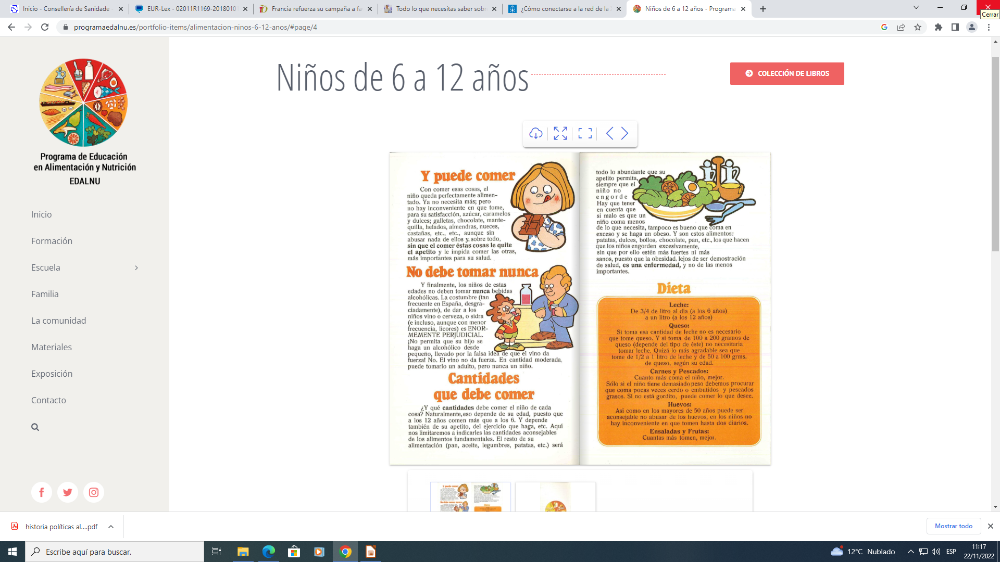 Inicio - Consellería de Sanidade -
EUR-Lex - 02011R1169-20180101
Francia refuerza su campaña a fa
Todo lo que necesitas saber sobr
¿Cómo conectarse a la red de la
Niños de 6 a 12 años - Programa
Cerrar
programaedalnu.es/portfolio-items/alimentacion-ninos-6-12-anos/#page/4
Programa de Educación
en Alimentación y Nutrición
EDALNU
Inicio
Formación
Escuela
Familia
La comunidad
Materiales
Exposición
Contacto
Niños de 6 a 12 años
COLECCIÓN DE LIBROS
Y puede comer
Con comer esas cosas, el
niño queda perfectamente alimen-
tado. Ya no necesita más; pero
no hay inconveniente en que tome,
para su satisfacción, azúcar, caramelos
y dulces; galletas, chocolate, mante-
quilla, helados, almendras, nueces,
castañas, etc., etc., aunque sin
abusar nada de ellos y, sobre todo,
sin que el comer éstas cosas le quite
el apetito y le impida comer las otras,
más importantes para su salud.
No debe tomar nunca
Y finalmente, los niños de estas
edades no deben tomar nunca bebidas
alcohólicas. La costumbre (tan
frecuente en España, desgra-
ciadamente), de dar a los
niños vino o cerveza, o sidra
(e incluso, aunque con menor
frecuencia, licores) es ENOR-
MEMENTE PERJUDICIAL.
¡No permita que su hijo se
haga un alcohólico desde
pequeño, llevado por la falsa idea de que el vino da
fuerza! No. El vino no da fuerza. En cantidad moderada,
puede tomarlo un adulto, pero nunca un niño.
Cantidades
que debe comer
¿Y qué cantidades debe comer el niño de cada
cosa? Naturalmente, eso depende de su edad, puesto que
a los 12 años comen más que a los 6. Y depende
también de su apetito, del ejercicio que haga, etc. Aquí
nos limitaremos a indicarles las cantidades aconsejables
de los alimentos fundamentales. El resto de su
alimentación (pan, aceite, legumbres, patatas, etc.) será
todo lo abundante que su
apetito permita,
siempre que el
niño no
engorde
Hay que tener
en cuenta que
si malo es que un
niño coma menos
de lo que necesita, tampoco es bueno que coma en
exceso y se haga un obeso. Y son estos alimentos:
patatas, dulces, bollos, chocolate, pan, etc., los que hacen
que los niños engorden excesivamente,
sin que por ello estén más fuertes ni más
sanos, puesto que la obesidad, lejos de ser demostración
de salud, es una enfermedad, y no de las menos
importantes.
Dieta
Leche:
De 3/4 de litro al día (a los 6 años)
a un litro (a los 12 años)
Queso:
Si toma esa cantidad de leche no es necesario
que tome queso. Y si toma de 100 a 200 gramos de
queso (depende del tipo de éste) no necesitaría
tomar leche. Quizá lo más agradable sea que
tome de 1/2 a 1 litro de leche y de 50 a 100 grms.
de queso, según su edad.
Carnes y Pescados:
Cuanto más coma el niño, mejor.
Sólo si el niño tiene demasiado peso debemos procurar
que coma pocas veces cerdo o embutidos y pescados
grasos. Si no está gordito, puede comer lo que desee.
Huevos:
Así como en los mayores de 50 años puede ser
aconsejable no abusar de los huevos, en los niños no
hay inconveniente en que tomen hasta dos diarios.
Ensaladas y Frutas:
Cuantas más tomen, mejor.
historia políticas al....pdf
Mostrar todo
Escribe aquí para buscar.
12°C Nublado
ESP
11:17
22/11/2022